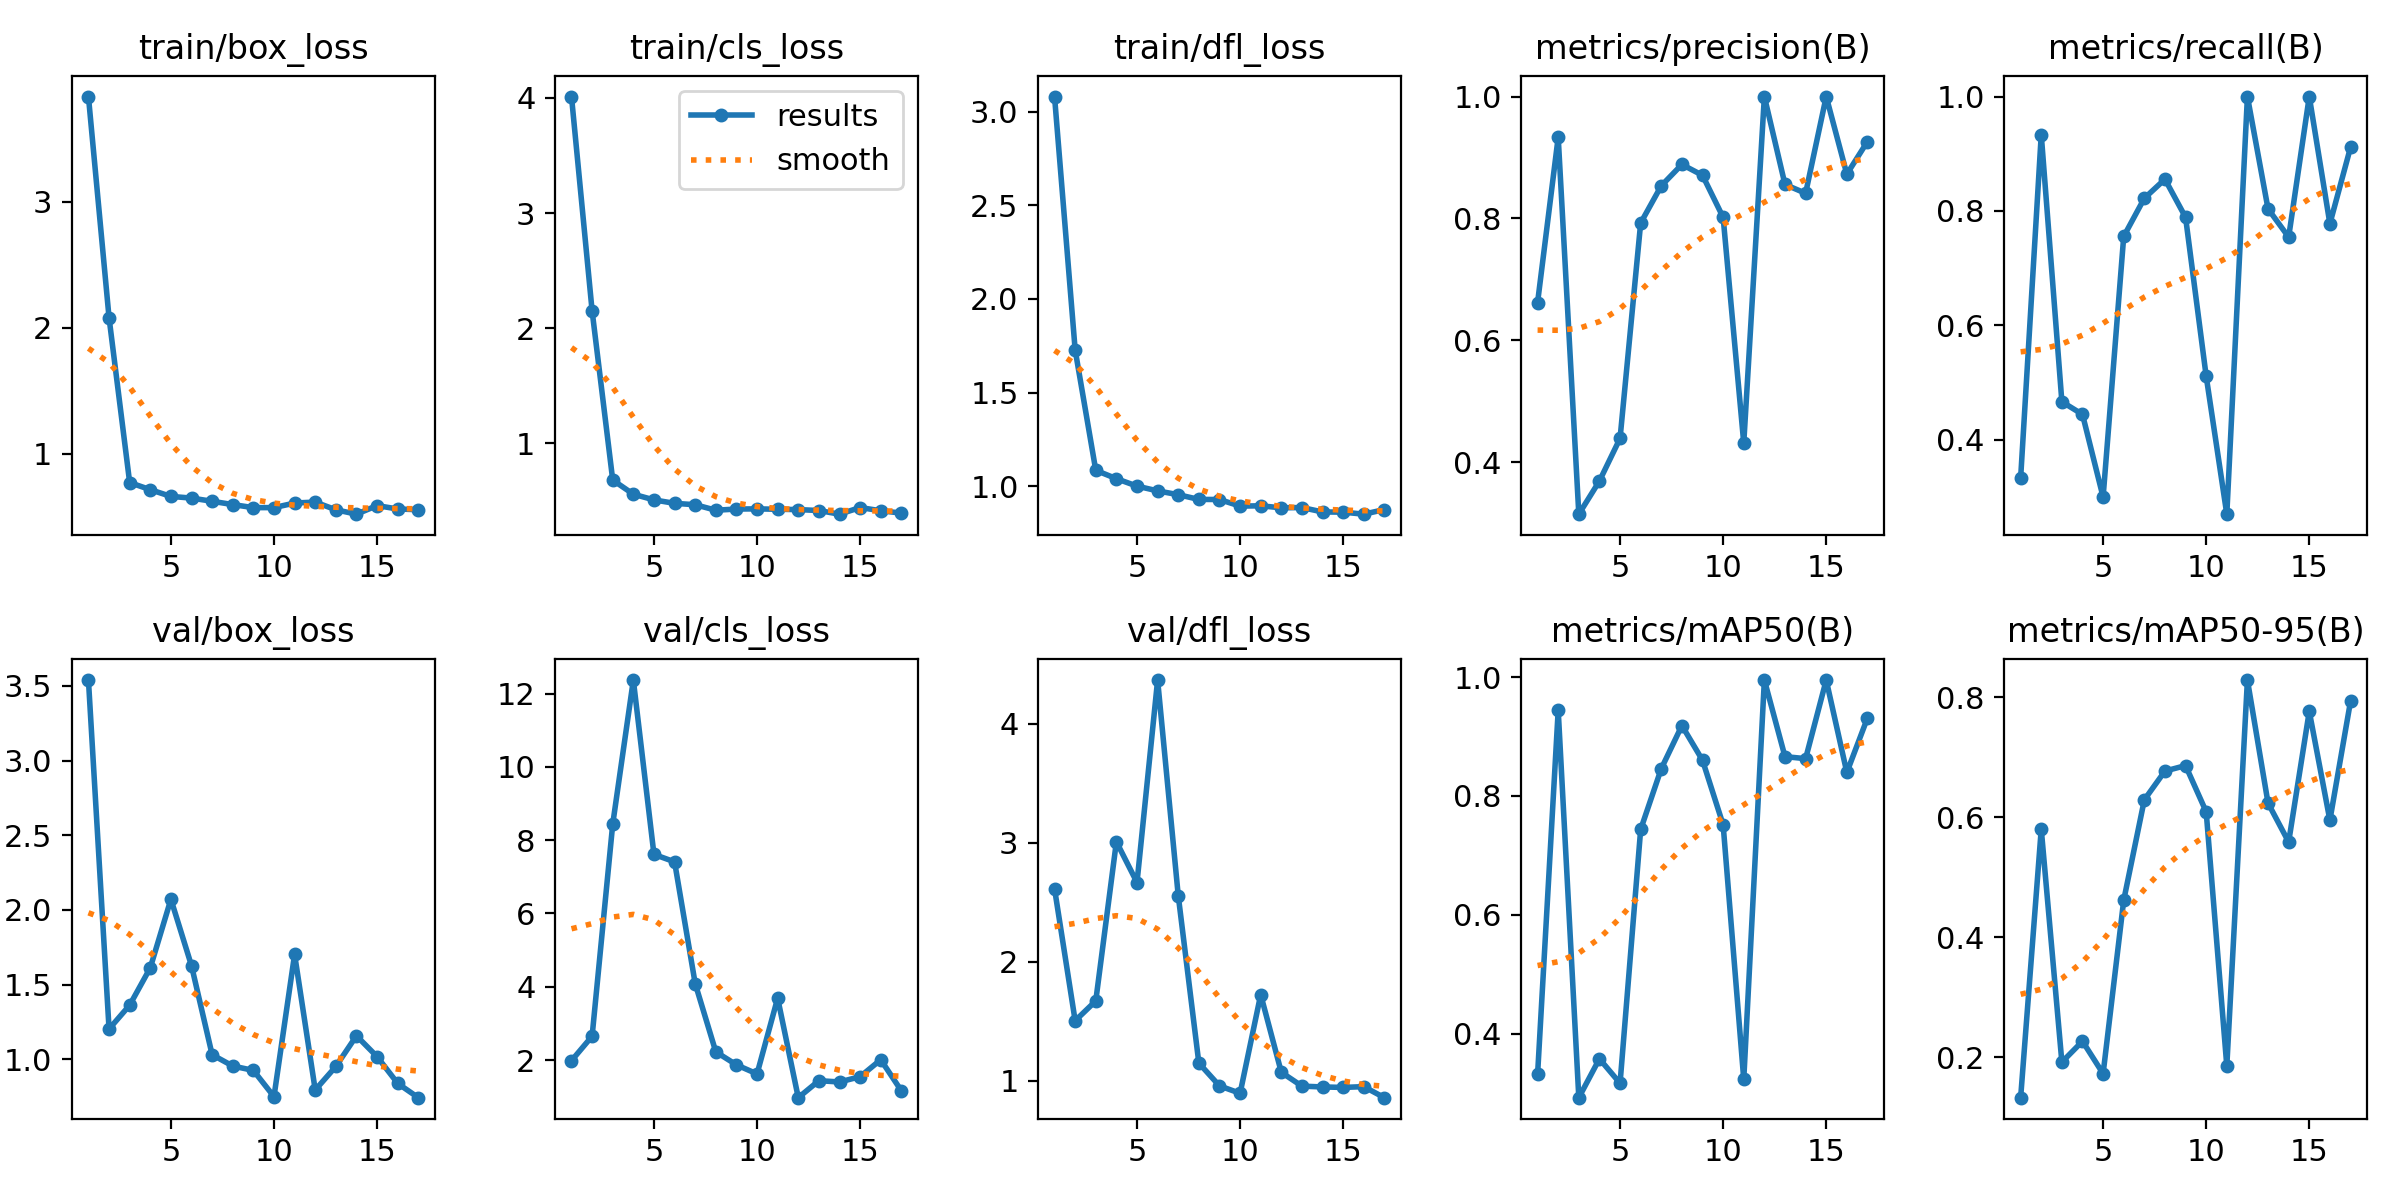 train/box_loss
3
2
1
5 10 15
train/cls_loss
4
3
2
1
results
smooth
5 10 15
train/dfl_loss
3.0
2.5
2.0
1.5
1.0
5 10 15
metrics/precision(B)
1.0
0.8
0.6
0.4
5 10 15
metrics/recall(B)
1.0
0.8
0.6
0.4
5 10 15
val/box_loss
3.5
3.0
2.5
2.0
1.5
1.0
5 10 15
val/cls_loss
12
10
8
6
4
2
5 10 15
val/dfl_loss
4
3
2
1
5 10 15
metrics/mAP50(B)
1.0
0.8
0.6
0.4
5 10 15
metrics/mAP50-95(B)
0.8
0.6
0.4
0.2
5 10 15